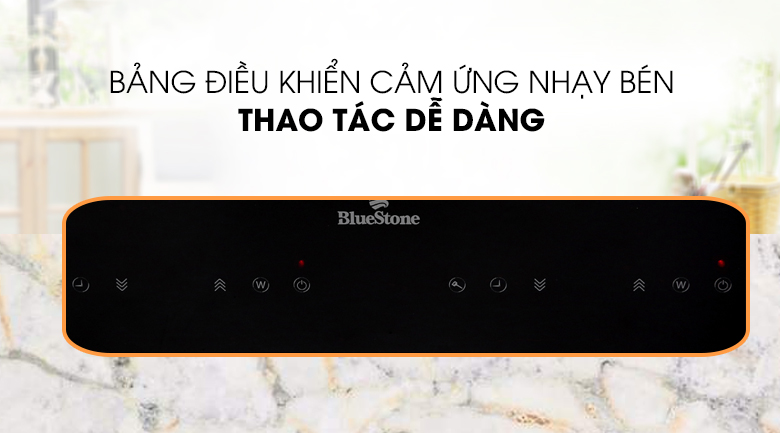 BẢNG ĐIỀU KHIỂN CẢM ỨNG NHẠY BÉN
THAO TÁC DỄ DÀNG
BlueStone
W W